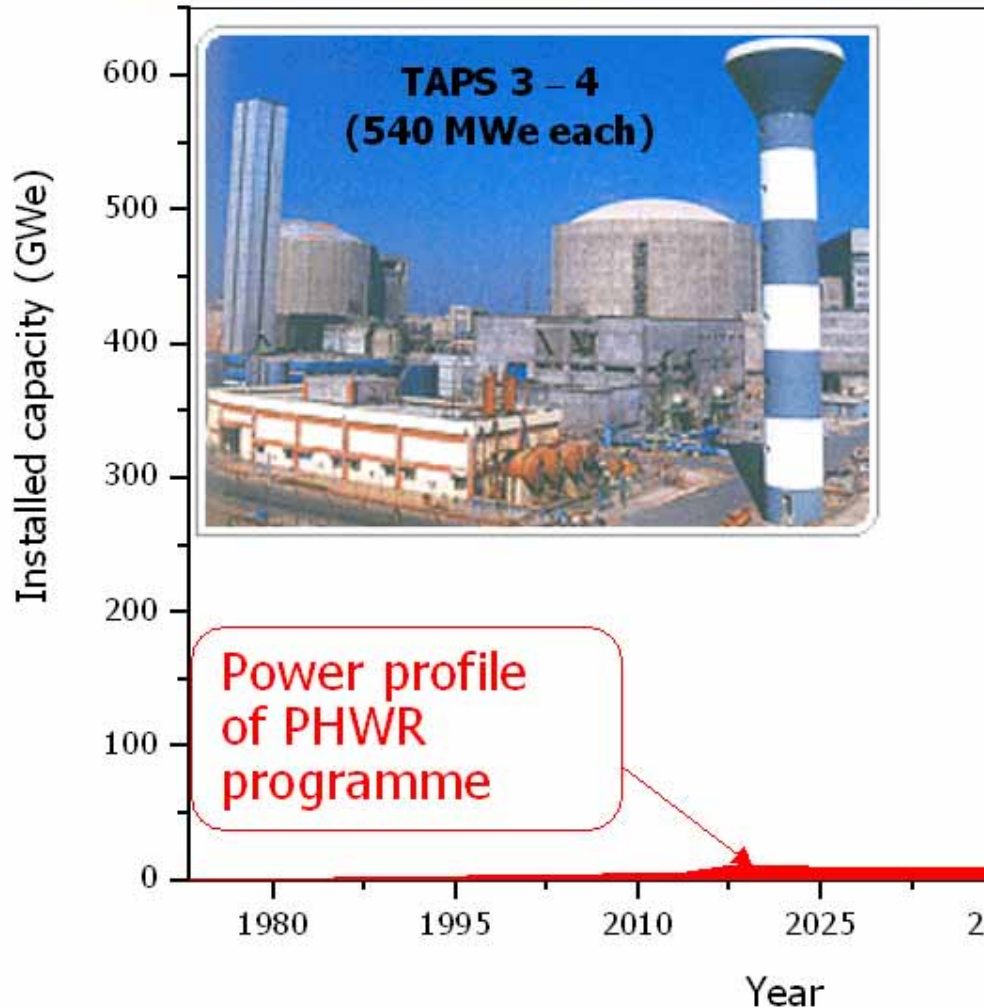 600
500
400
300
200
100
0
Installed capacity (GWe)
TAPS 3 – 4
(540 MWe each)
Power profile
of PHWR
programme
1980
1995
2010
2025
2
Year